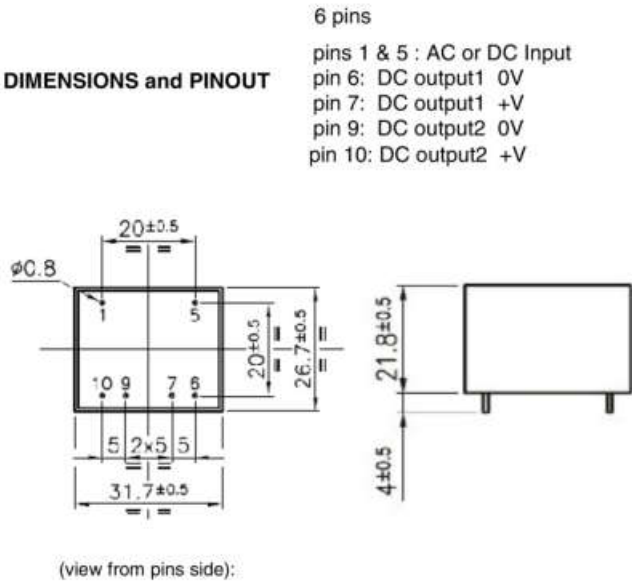 6 pins
DIMENSIONS and PINOUT
pins 1 & 5 : AC or DC Input
pin 6: DC output1 0V
pin 7: DC output1 +V
pin 9: DC output2 0V
pin 10: DC output2 +V
20±0.5
ø0.8
1 5
20±0.5
26.7±0.5
10 9 7 6
5 2x5 5
31.7±0.5
21.8±0.5
4±0.5
(view from pins side):